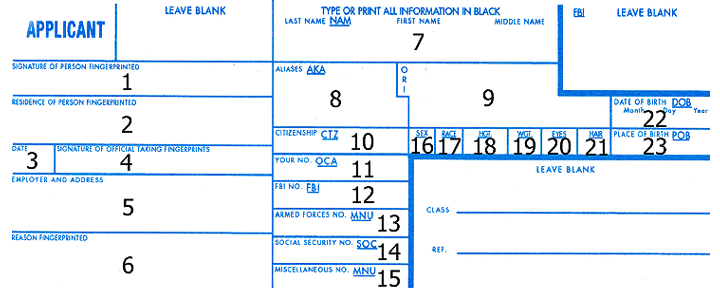 LEAVE BLANK
TYPE OR PRINT ALL INFORMATION IN BLACK
FBI LEAVE BLANK
APPLICANT
LAST NAME NAM FIRST NAME MIDDLE NAME
7
SIGNATURE OF PERSON FINGERPRINTED
1
ALIASES AKA
8
O
R
I
9
RESIDENCE OF PERSON FINGERPRINTED
2
DATE OF BIRTH DOB
Month Day Year
22
CITIZENSHIP CTZ
10
SEX RACE HGT. WGT. EYES HAIR
16 17 18 19 20 21
PLACE OF BIRTH POB
23
DATE
3
SIGNATURE OF OFFICIAL TAKING FINGERPRINTS
4
YOUR NO. OCA
11
LEAVE BLANK
EMPLOYER AND ADDRESS
5
FBI NO. FBI
12
CLASS
ARMED FORCES NO. MNU
13
REASON FINGERPRINTED
6
SOCIAL SECURITY NO. SOC
14
REF.
MISCELLANEOUS NO. MNU
15